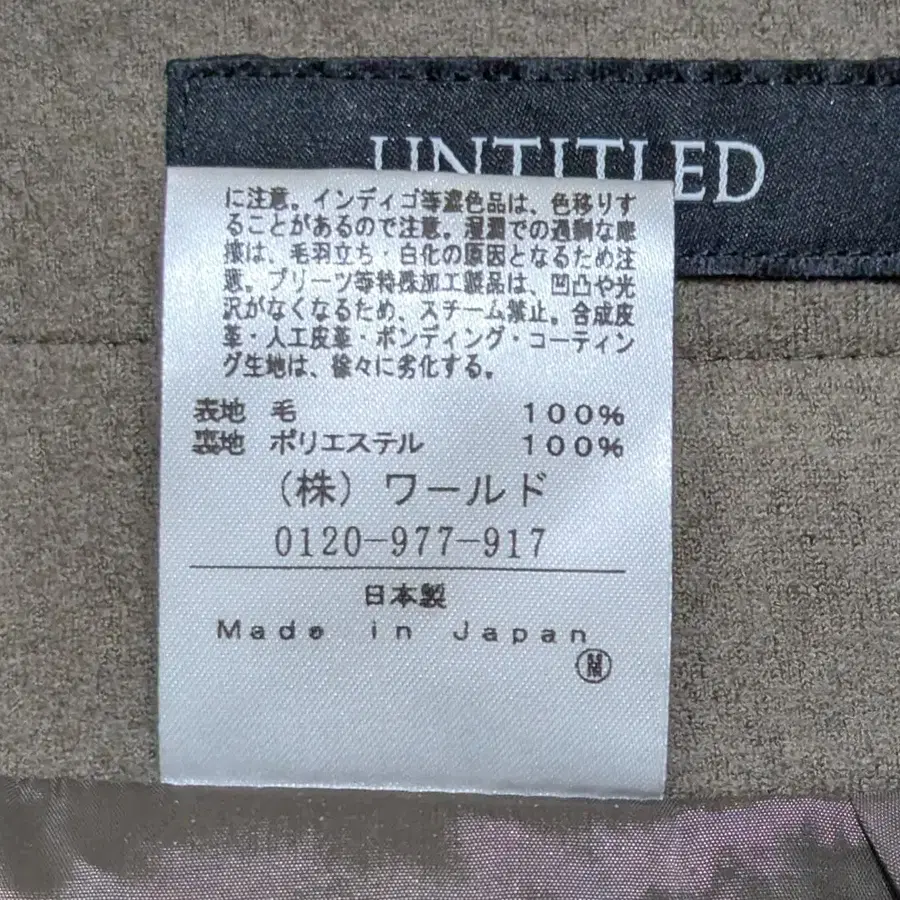 UNTITLED
に注意。インディゴ等濃色品は、色移りす
ることがあるので注意。湿潤での過剰な摩
擦は、毛羽立ち・白化の原因となるため注
意。プリーツ等特殊加工製品は、凹凸や光
沢がなくなるため、スチーム禁止。合成皮
革・人工皮革・ボンディング・コーティン
グ生地は、徐々に劣化する。
表地 毛 100%
裏地 ポリエステル 100%
(株) ワールド
0120-977-917
日本製
Made in Japan